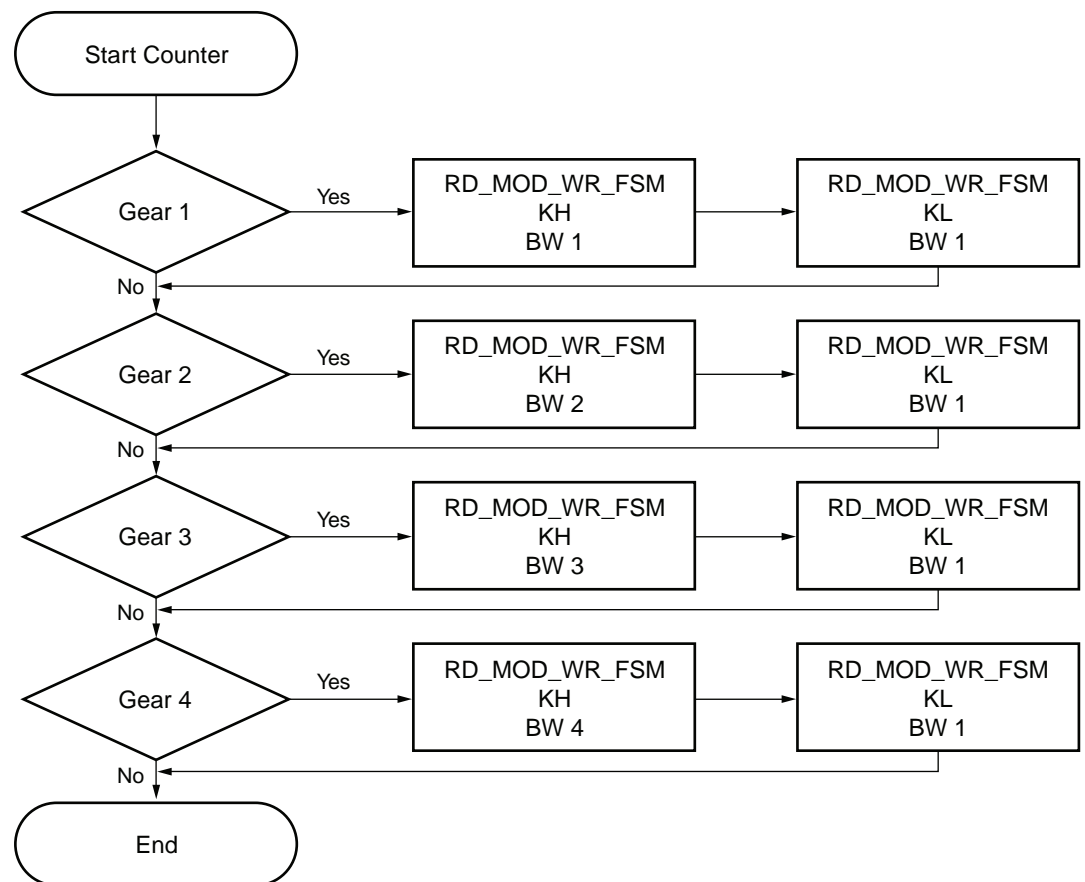 Start Counter
Gear 1
Yes
RD_MOD_WR_FSM
KH
BW 1
RD_MOD_WR_FSM
KL
BW 1
No
Gear 2
Yes
RD_MOD_WR_FSM
KH
BW 2
RD_MOD_WR_FSM
KL
BW 1
No
Gear 3
Yes
RD_MOD_WR_FSM
KH
BW 3
RD_MOD_WR_FSM
KL
BW 1
No
Gear 4
Yes
RD_MOD_WR_FSM
KH
BW 4
RD_MOD_WR_FSM
KL
BW 1
No
End